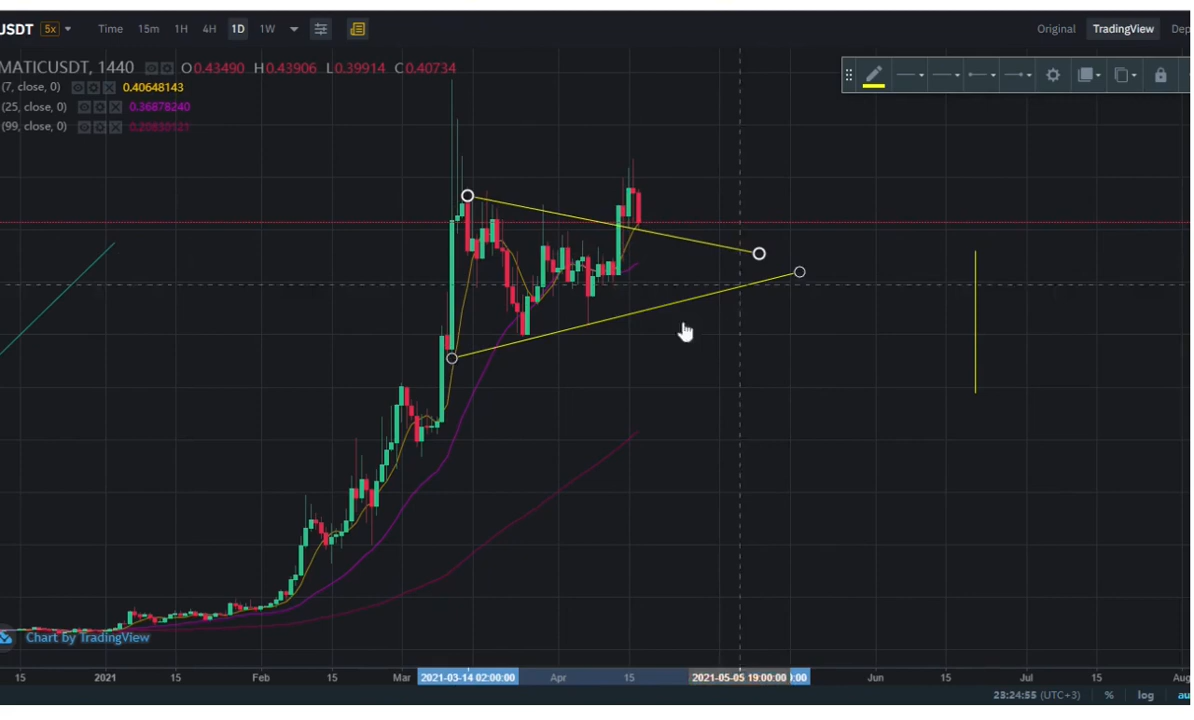 USDT 5x Time 15m 1H 4H 1D 1W Original TradingView Dep
MATICUSDT, 1440 O0.43490 H0.43906 L0.39914 C0.40734
(7, close, 0) 0.40648143
(25, close, 0) 0.36878240
(99, close, 0)
Chart by TradingView
15 2021 15 Feb 15 Mar 2021-03-14 02:00:00 Apr 15 2021-05-05 19:00:00 :00 Jun 15 Jul 15 Aug
23:24:55 (UTC+3) % log au